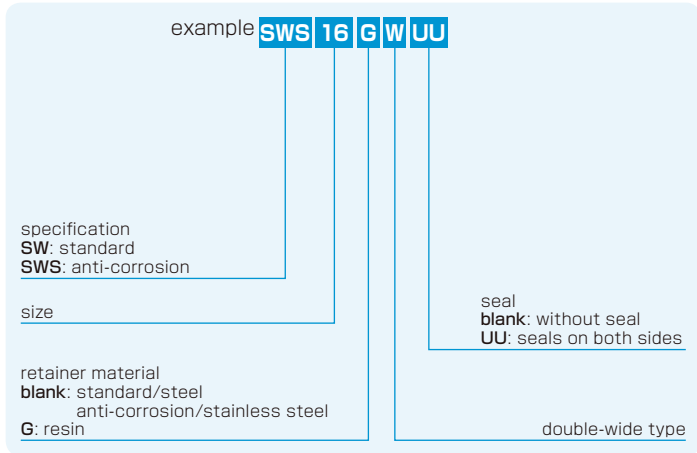 example SWS 16 G W UU
specification
SW: standard
SWS: anti-corrosion
size
retainer material
blank: standard/steel
anti-corrosion/stainless steel
G: resin
seal
blank: without seal
UU: seals on both sides
double-wide type